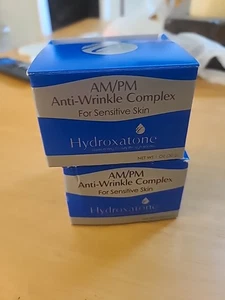 AM/PM
Anti-Wrinkle Complex
For Sensitive Skin
Hydroxatone
AM/PM
Anti-Wrinkle Complex
For Sensitive Skin
Hydroxatone